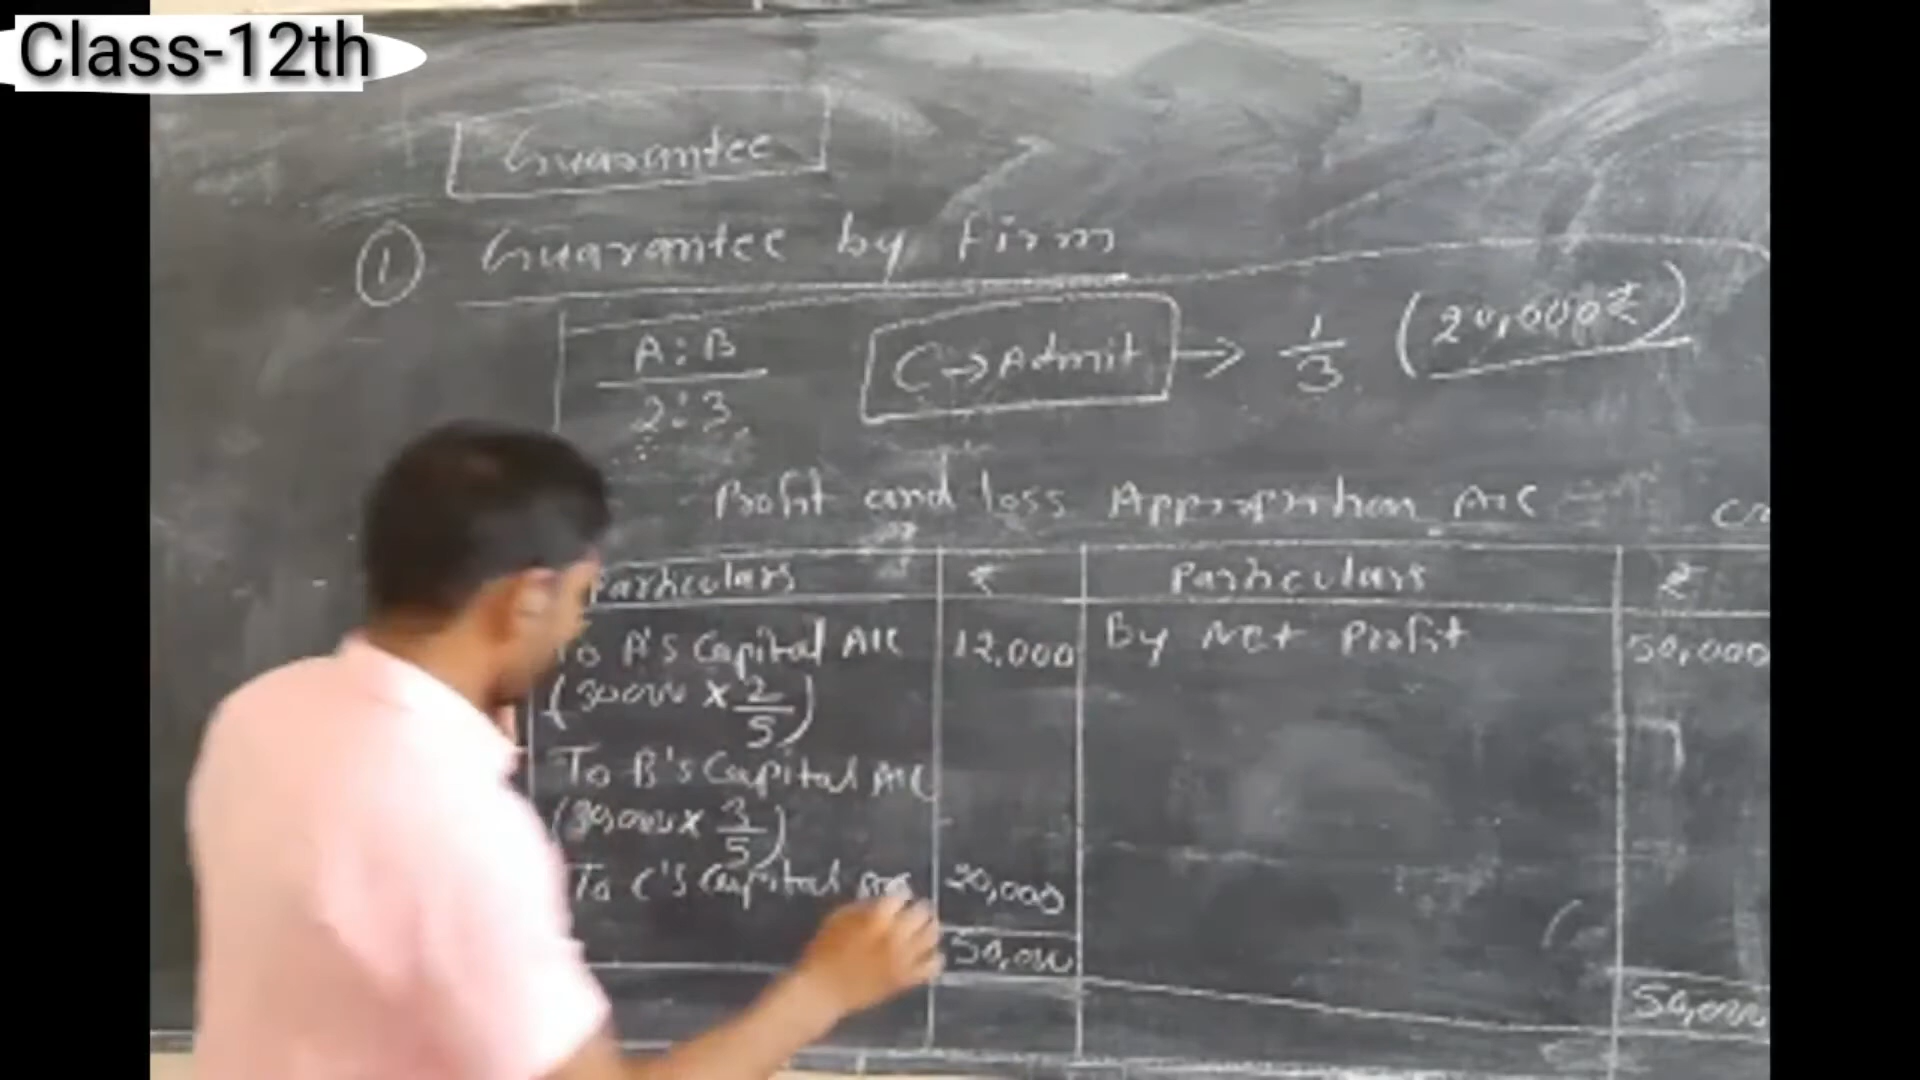 Class-12th
Guarantee
① Guarantee by Firm
A:B
2:3
C→Admit → 1/3 (20,000₹)
Profit and loss Appropriation A/C
Particulars ₹ Particulars ₹
To A's Capital A/C 12,000 By Net Profit 50,000
(30000 × 2/5)
To B's Capital A/C
(30,000 × 3/5)
To C's Capital A/C 20,000
50,000
50,000